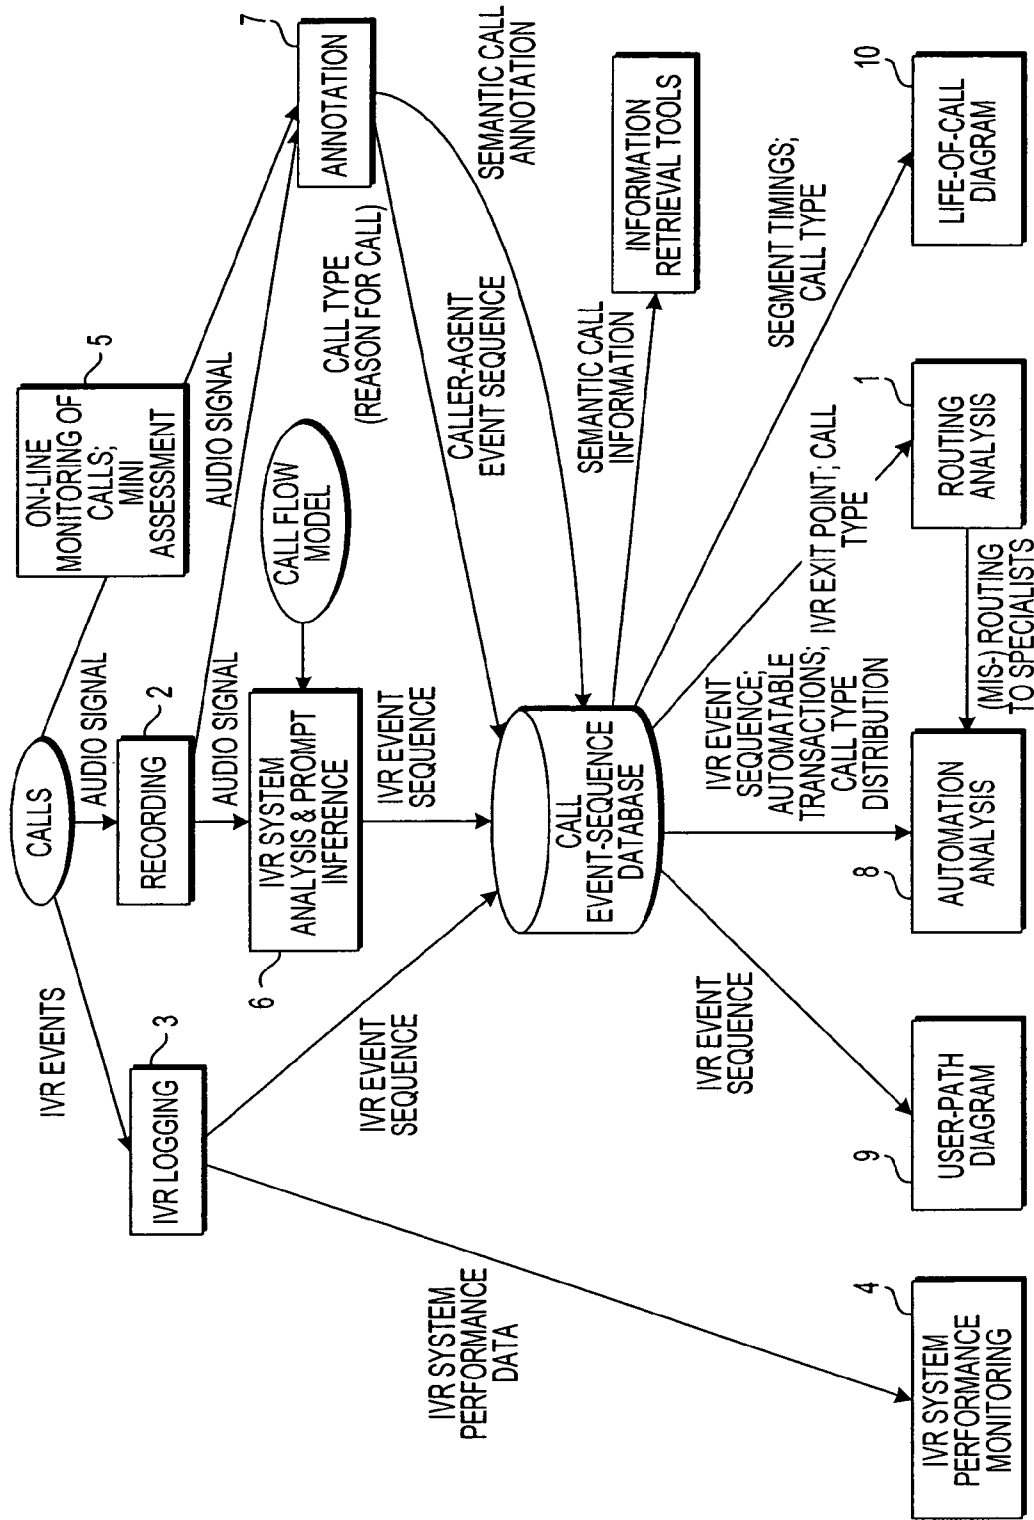 CALLS
IVR EVENTS
AUDIO SIGNAL
ON-LINE
MONITORING OF
CALLS;
MINI
ASSESSMENT
5
IVR LOGGING
3
RECORDING
2
AUDIO SIGNAL
AUDIO SIGNAL
IVR SYSTEM
ANALYSIS & PROMPT
INFERENCE
6
CALL FLOW
MODEL
ANNOTATION
7
IVR EVENT
SEQUENCE
IVR EVENT
SEQUENCE
CALL TYPE
(REASON FOR CALL)
CALLER-AGENT
EVENT SEQUENCE
SEMANTIC CALL
ANNOTATION
CALL
EVENT-SEQUENCE
DATABASE
SEMANTIC CALL
INFORMATION
INFORMATION
RETRIEVAL TOOLS
IVR SYSTEM
PERFORMANCE
DATA
IVR EVENT
SEQUENCE
IVR EVENT
SEQUENCE;
AUTOMATABLE
TRANSACTIONS;
CALL TYPE
DISTRIBUTION
IVR EXIT POINT; CALL
TYPE
SEGMENT TIMINGS;
CALL TYPE
IVR SYSTEM
PERFORMANCE
MONITORING
4
USER-PATH
DIAGRAM
9
AUTOMATION
ANALYSIS
8
(MIS-) ROUTING
TO SPECIALISTS
ROUTING
ANALYSIS
1
LIFE-OF-CALL
DIAGRAM
10